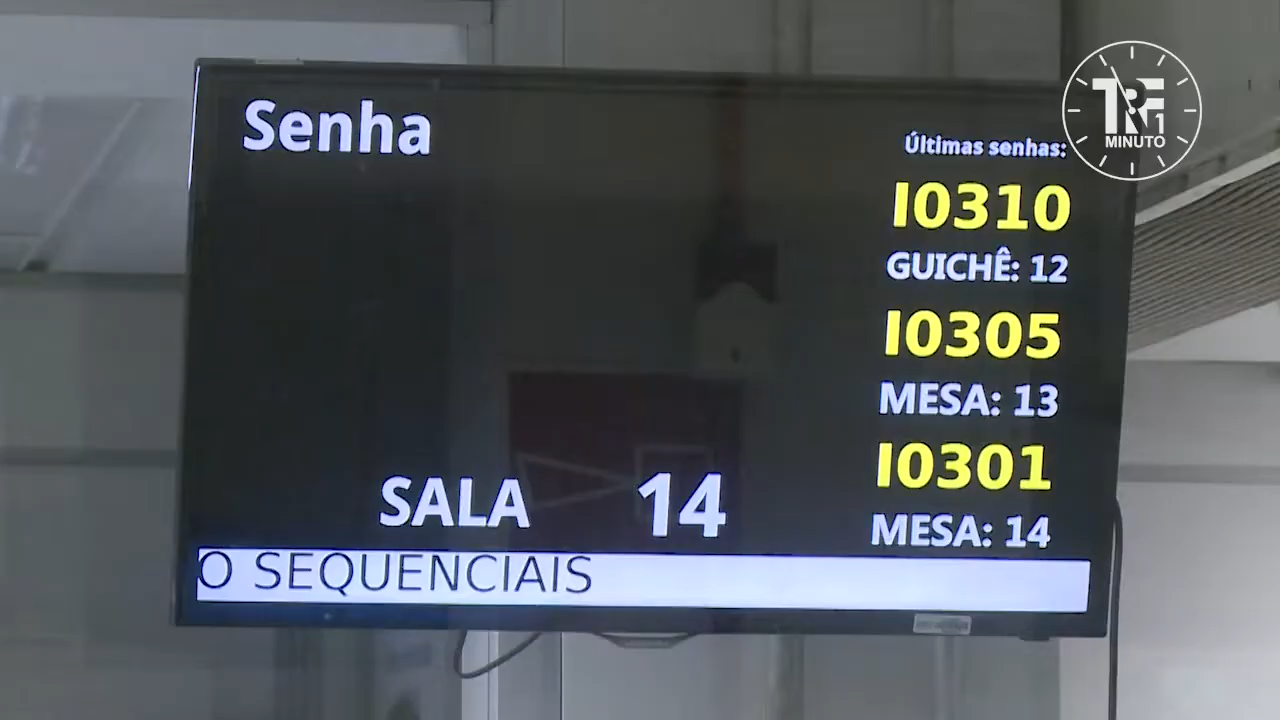 Senha
SALA 14
Últimas senhas:
I0310
GUICHÊ: 12
I0305
MESA: 13
I0301
MESA: 14
O SEQUENCIAIS
TRF1
MINUTO